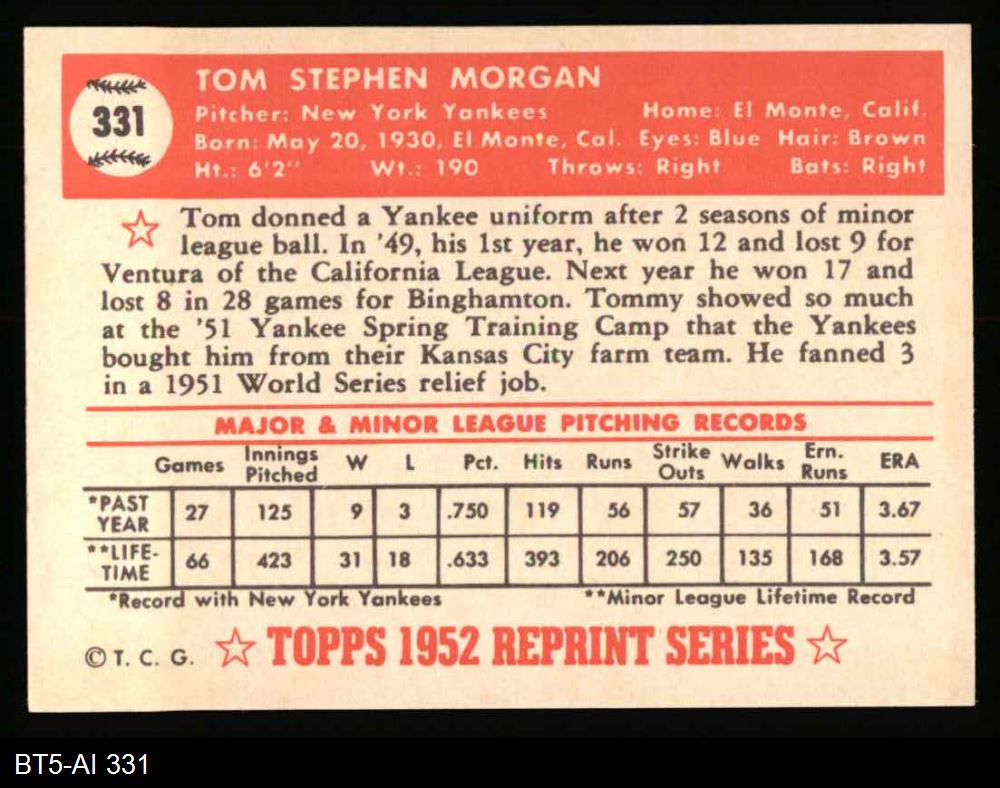 331
TOM STEPHEN MORGAN
Pitcher: New York Yankees Home: El Monte, Calif.
Born: May 20, 1930, El Monte, Cal. Eyes: Blue Hair: Brown
Ht.: 6'2" Wt.: 190 Throws: Right Bats: Right
Tom donned a Yankee uniform after 2 seasons of minor
league ball. In '49, his 1st year, he won 12 and lost 9 for
Ventura of the California League. Next year he won 17 and
lost 8 in 28 games for Binghamton. Tommy showed so much
at the '51 Yankee Spring Training Camp that the Yankees
bought him from their Kansas City farm team. He fanned 3
in a 1951 World Series relief job.
MAJOR & MINOR LEAGUE PITCHING RECORDS
Games Innings Pitched W L Pct. Hits Runs Strike Outs Walks Ern. Runs ERA
*PAST YEAR 27 125 9 3 .750 119 56 57 36 51 3.67
**LIFE-TIME 66 423 31 18 .633 393 206 250 135 168 3.57
*Record with New York Yankees **Minor League Lifetime Record
© T. C. G. ☆ TOPPS 1952 REPRINT SERIES ☆
BT5-AI 331